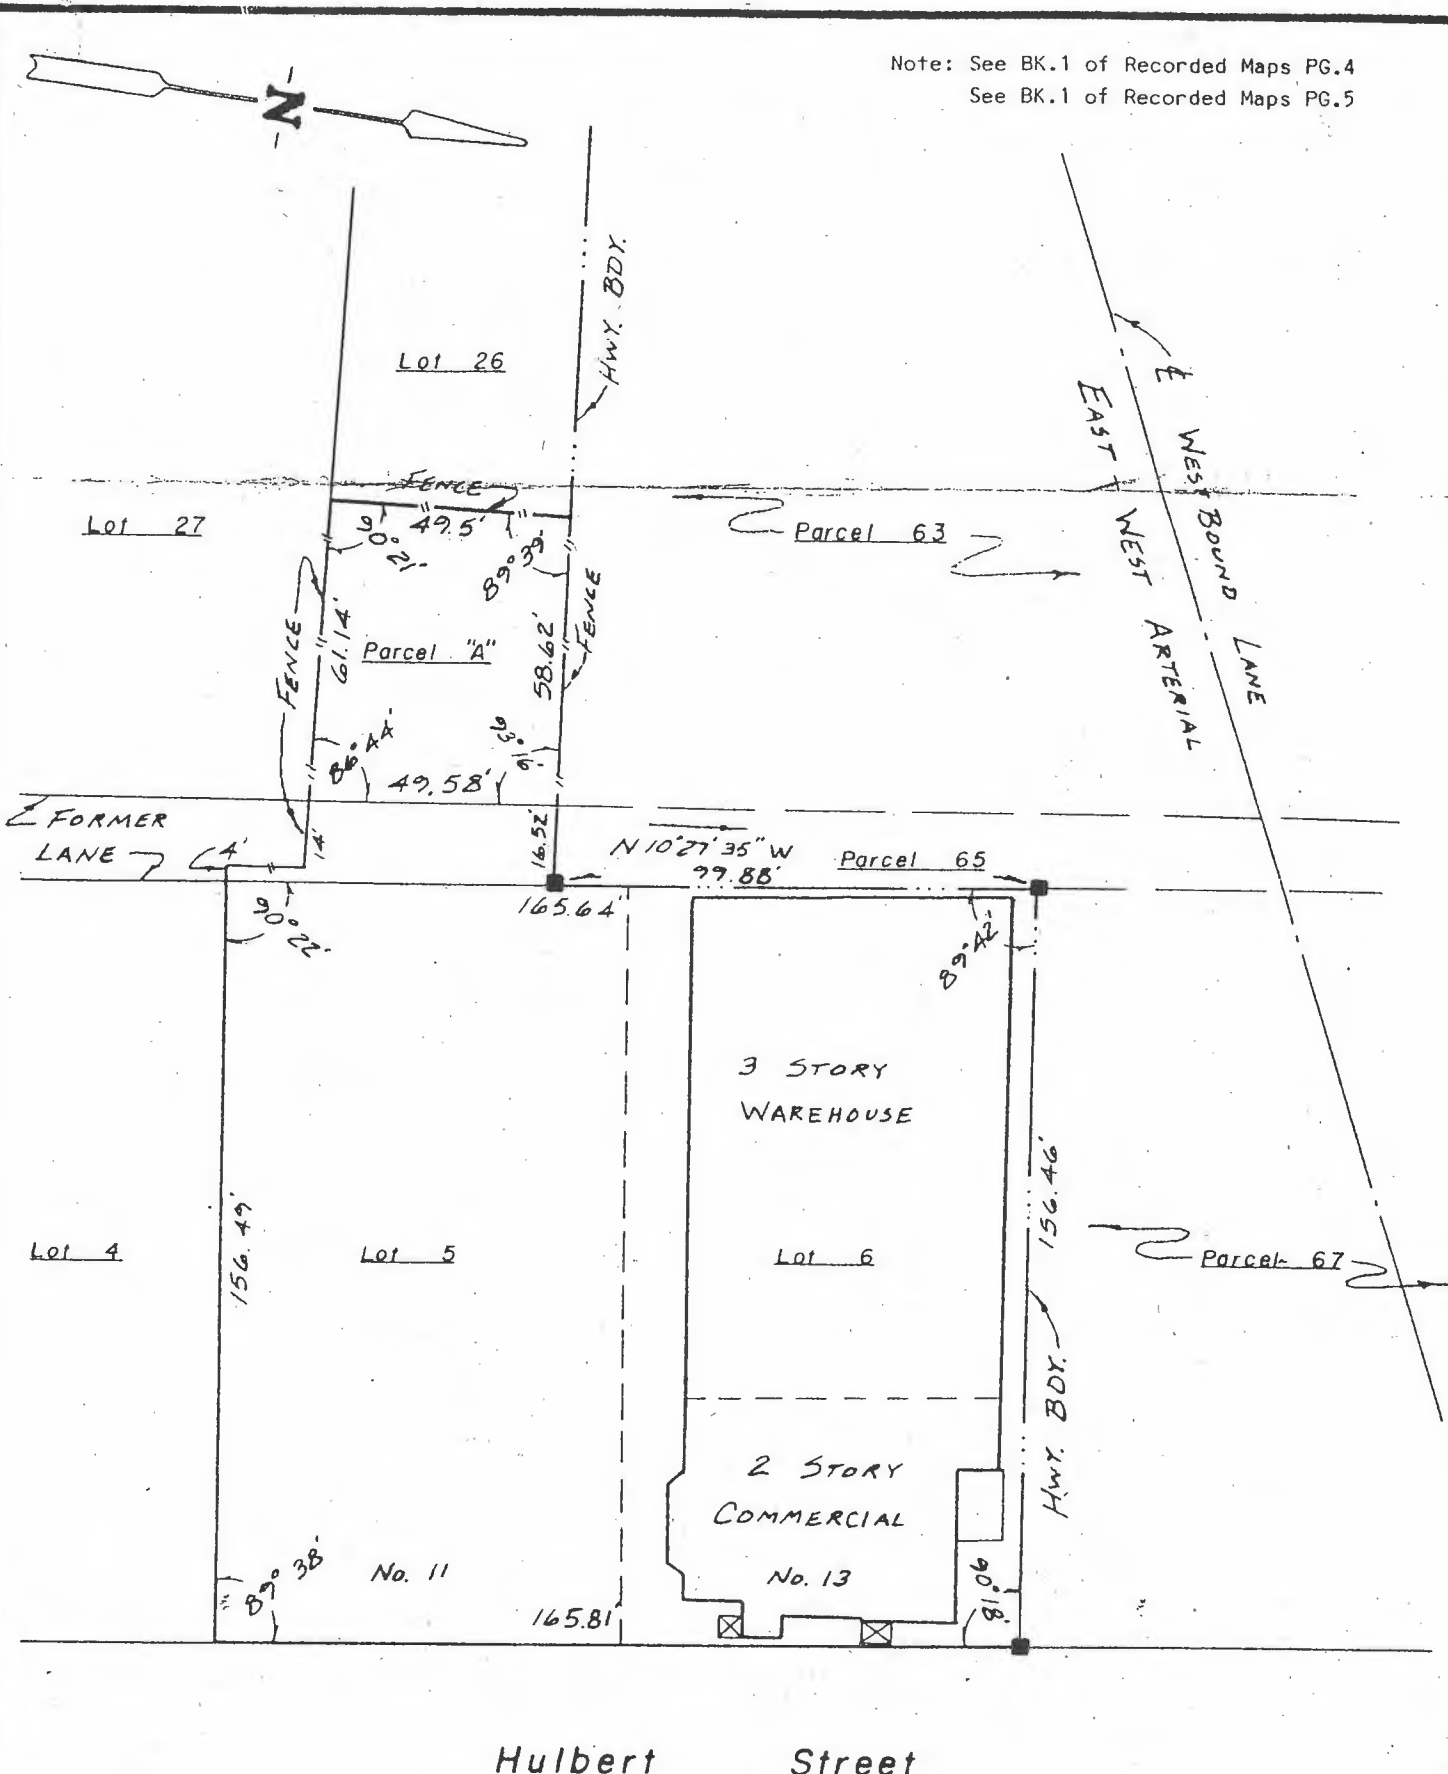 Note: See BK.1 of Recorded Maps PG.4
See BK.1 of Recorded Maps PG.5
N
HWY. BDY.
Lot 26
℄ WEST BOUND LANE
EAST WEST ARTERIAL
FENCE
Lot 27
49.5'
90° 21'
89° 39'
Parcel 63
FENCE
FENCE
61.14'
Parcel "A"
58.62'
86° 44'
93° 16'
49.58'
FORMER
LANE
4'
14'
16.52'
N 10° 27' 35" W
99.88'
Parcel 65
165.64'
90° 22'
89° 42'
3 STORY
WAREHOUSE
156.49'
156.46'
Lot 4
Lot 5
Lot 6
Parcel 67
HWY. BDY.
2 STORY
COMMERCIAL
89° 38'
No. 11
No. 13
90° 18'
165.81'
Hulbert Street